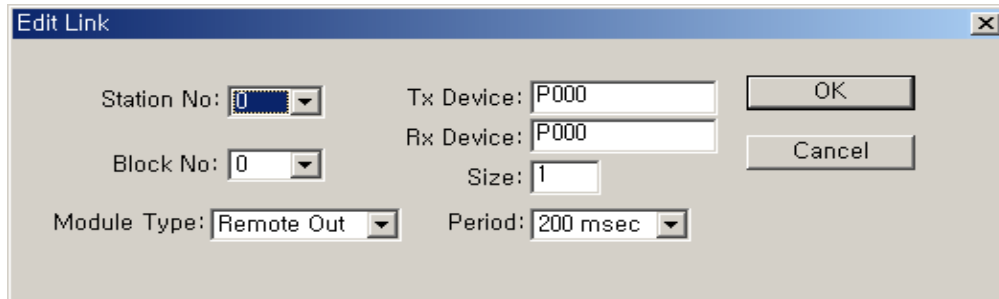 Edit Link
Station No: 0
Tx Device: P000
OK
Rx Device: P000
Cancel
Block No: 0
Size: 1
Module Type: Remote Out
Period: 200 msec